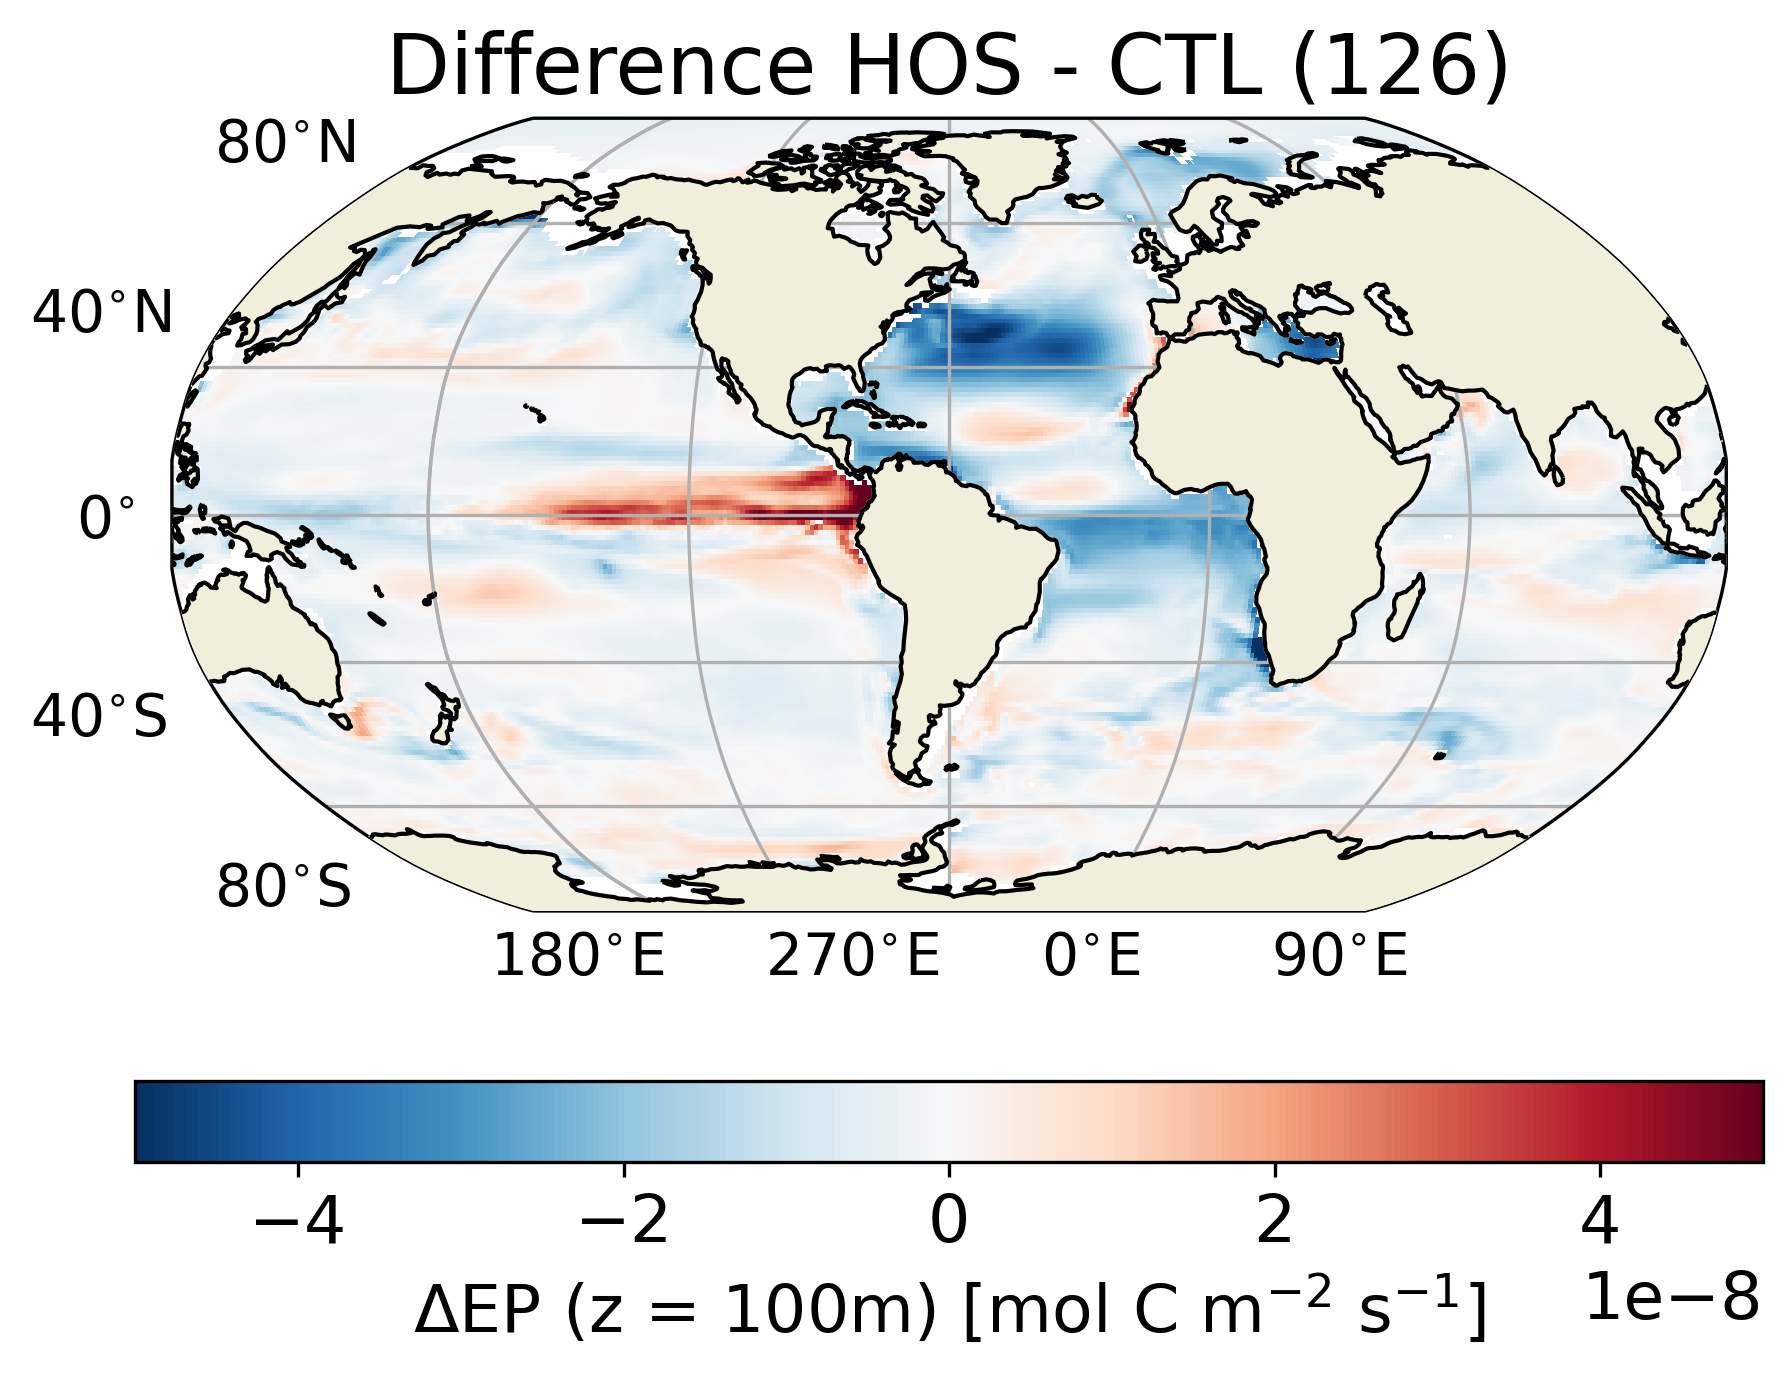 Difference HOS - CTL (126)
80°N
40°N
0°
40°S
80°S
180°E 270°E 0°E 90°E
−4 −2 0 2 4
ΔEP (z = 100m) [mol C m⁻² s⁻¹] 1e−8